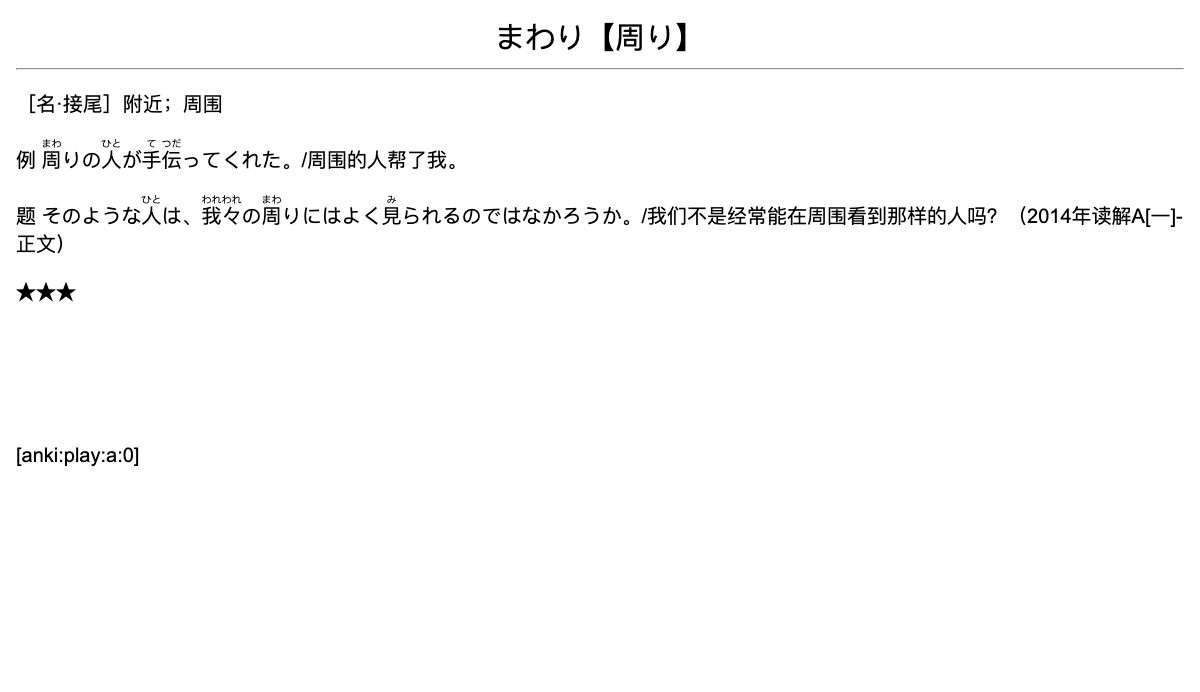 まわり【周り】
［名·接尾］附近；周围
例 周りの人が手伝ってくれた。/周围的人帮了我。
まわ ひと て つだ
题 そのような人は、我々の周りにはよく見られるのではなかろうか。/我们不是经常能在周围看到那样的人吗？（2014年读解A[一]-
ひと われわれ まわ み
正文）
★★★
[anki:play:a:0]